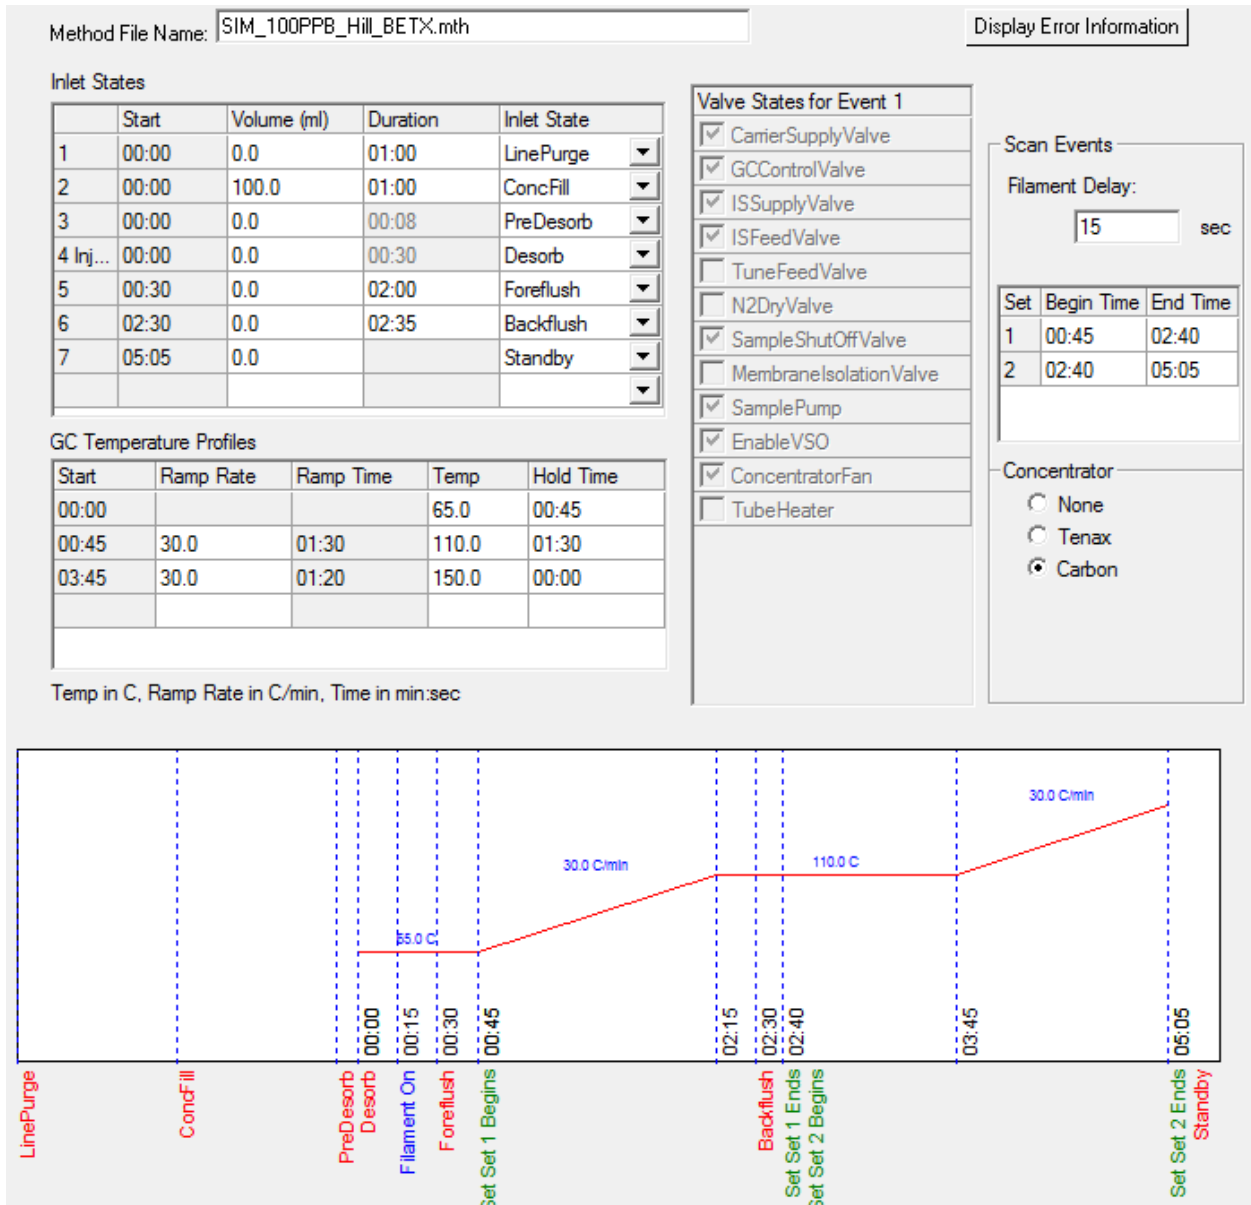 Method File Name: SIM_100PPB_Hill_BETX.mth
Display Error Information
Inlet States
Start Volume (ml) Duration Inlet State
1 00:00 0.0 01:00 LinePurge
2 00:00 100.0 01:00 ConcFill
3 00:00 0.0 00:08 PreDesorb
4 Inj... 00:00 0.0 00:30 Desorb
5 00:30 0.0 02:00 Foreflush
6 02:30 0.0 02:35 Backflush
7 05:05 0.0 Standby
GC Temperature Profiles
Start Ramp Rate Ramp Time Temp Hold Time
00:00 65.0 00:45
00:45 30.0 01:30 110.0 01:30
03:45 30.0 01:20 150.0 00:00
Temp in C, Ramp Rate in C/min, Time in min:sec
Valve States for Event 1
CarrierSupplyValve
GCControlValve
ISSupplyValve
ISFeedValve
TuneFeedValve
N2DryValve
SampleShutOffValve
MembraneIsolationValve
SamplePump
EnableVSO
ConcentratorFan
TubeHeater
Scan Events
Filament Delay:
15 sec
Set Begin Time End Time
1 00:45 02:40
2 02:40 05:05
Concentrator
None
Tenax
Carbon
65.0 C
30.0 C/min
110.0 C
30.0 C/min
00:00
00:15
00:30
00:45
02:15
02:30
02:40
03:45
05:05
LinePurge
ConcFill
PreDesorb
Desorb
Filament On
Foreflush
Set Set 1 Begins
Backflush
Set Set 1 Ends
Set Set 2 Begins
Set Set 2 Ends
Standby